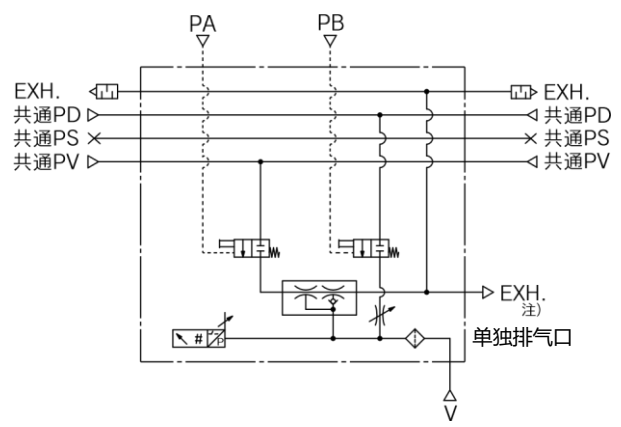 PA PB
EXH. EXH.
共通PD 共通PD
共通PS 共通PS
共通PV 共通PV
EXH.
注)
单独排气口
# P
V